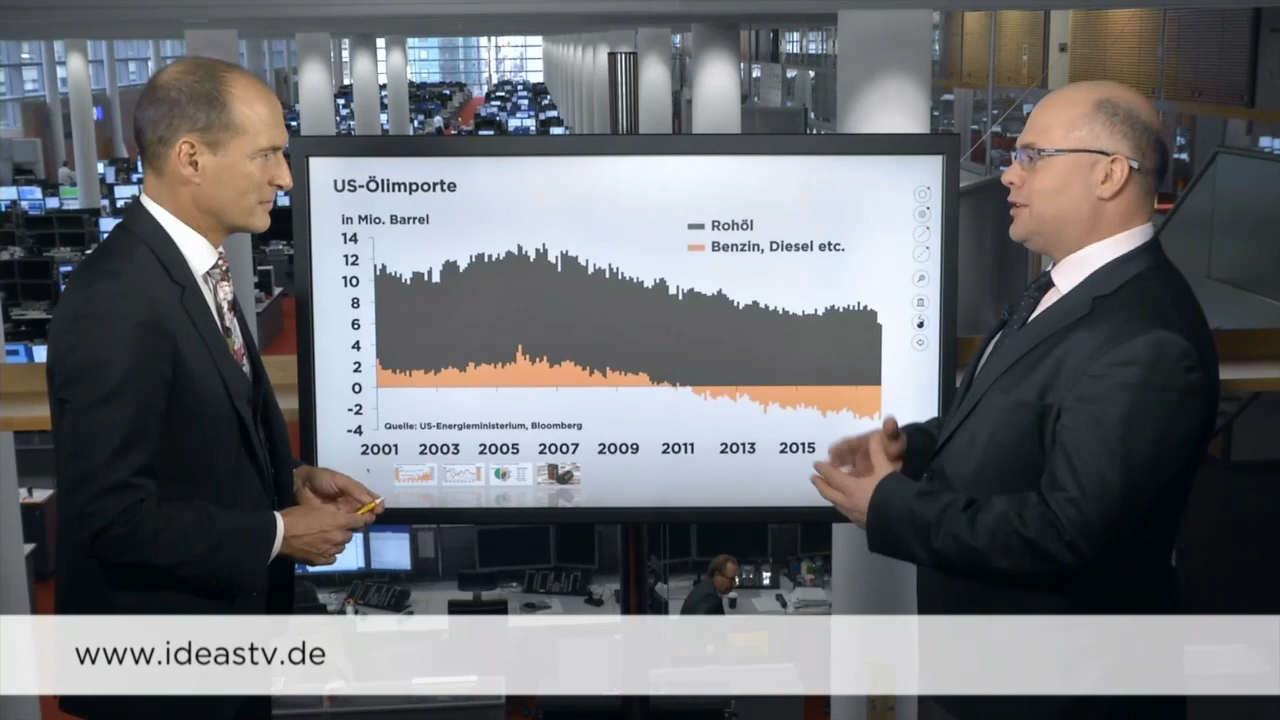 US-Ölimporte
in Mio. Barrel
Rohöl
Benzin, Diesel etc.
14
12
10
8
6
4
2
0
-2
-4
Quelle: US-Energieministerium, Bloomberg
2001 2003 2005 2007 2009 2011 2013 2015
www.ideastv.de